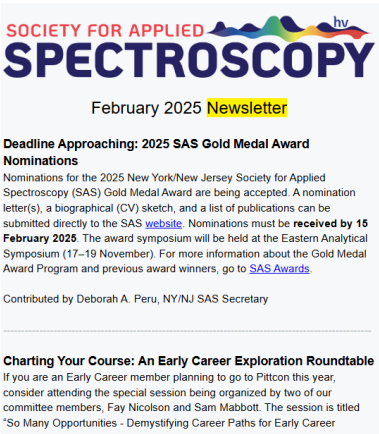 SOCIETY FOR APPLIED
hv
SPECTROSCOPY
February 2025 Newsletter
Deadline Approaching: 2025 SAS Gold Medal Award
Nominations
Nominations for the 2025 New York/New Jersey Society for Applied
Spectroscopy (SAS) Gold Medal Award are being accepted. A nomination
letter(s), a biographical (CV) sketch, and a list of publications can be
submitted directly to the SAS website. Nominations must be received by 15
February 2025. The award symposium will be held at the Eastern Analytical
Symposium (17–19 November). For more information about the Gold Medal
Award Program and previous award winners, go to SAS Awards.
Contributed by Deborah A. Peru, NY/NJ SAS Secretary
Charting Your Course: An Early Career Exploration Roundtable
If you are an Early Career member planning to go to Pittcon this year,
consider attending the special session being organized by two of our
committee members, Fay Nicolson and Sam Mabbott. The session is titled
“So Many Opportunities - Demystifying Career Paths for Early Career